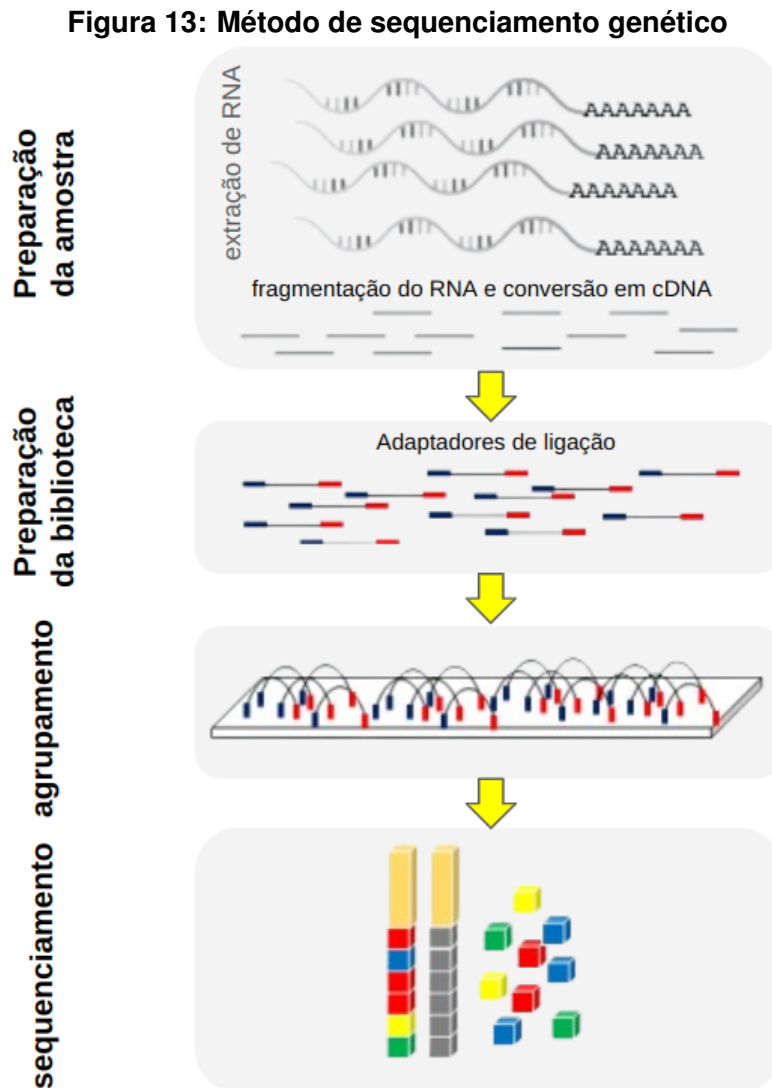 Figura 13: Método de sequenciamento genético
Preparação
da amostra
extração de RNA
AAAAAAA
AAAAAAA
AAAAAAA
AAAAAAA
fragmentação do RNA e conversão em cDNA
Preparação
da biblioteca
Adaptadores de ligação
agrupamento
sequenciamento